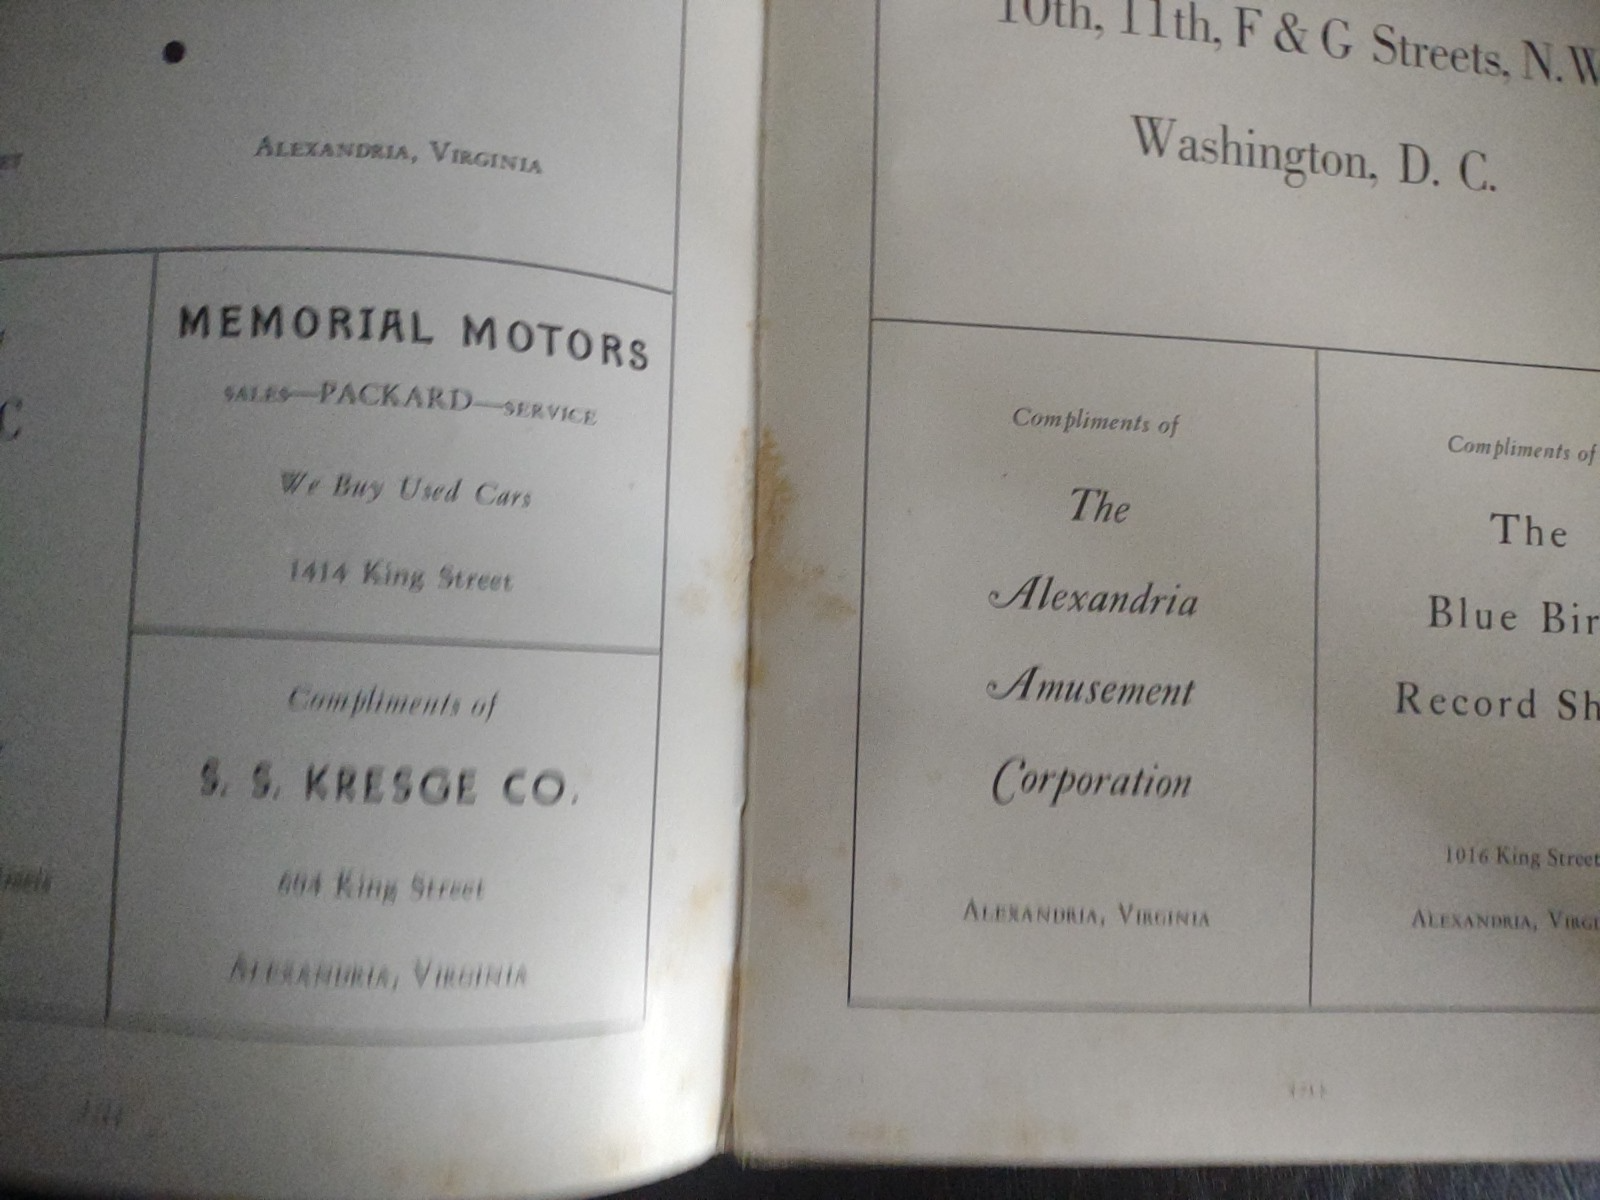 Alexandria, Virginia
MEMORIAL MOTORS
SALES—PACKARD—SERVICE
We Buy Used Cars
1414 King Street
Compliments of
S. S. KRESGE CO.
King Street
Alexandria, Virginia
10th, 11th, F & G Streets, N. W
Washington, D. C.
Compliments of
The
Alexandria
Amusement
Corporation
Alexandria, Virginia
Compliments of
The
Blue Bir
Record Sh
1016 King Street
Alexandria, Virgi